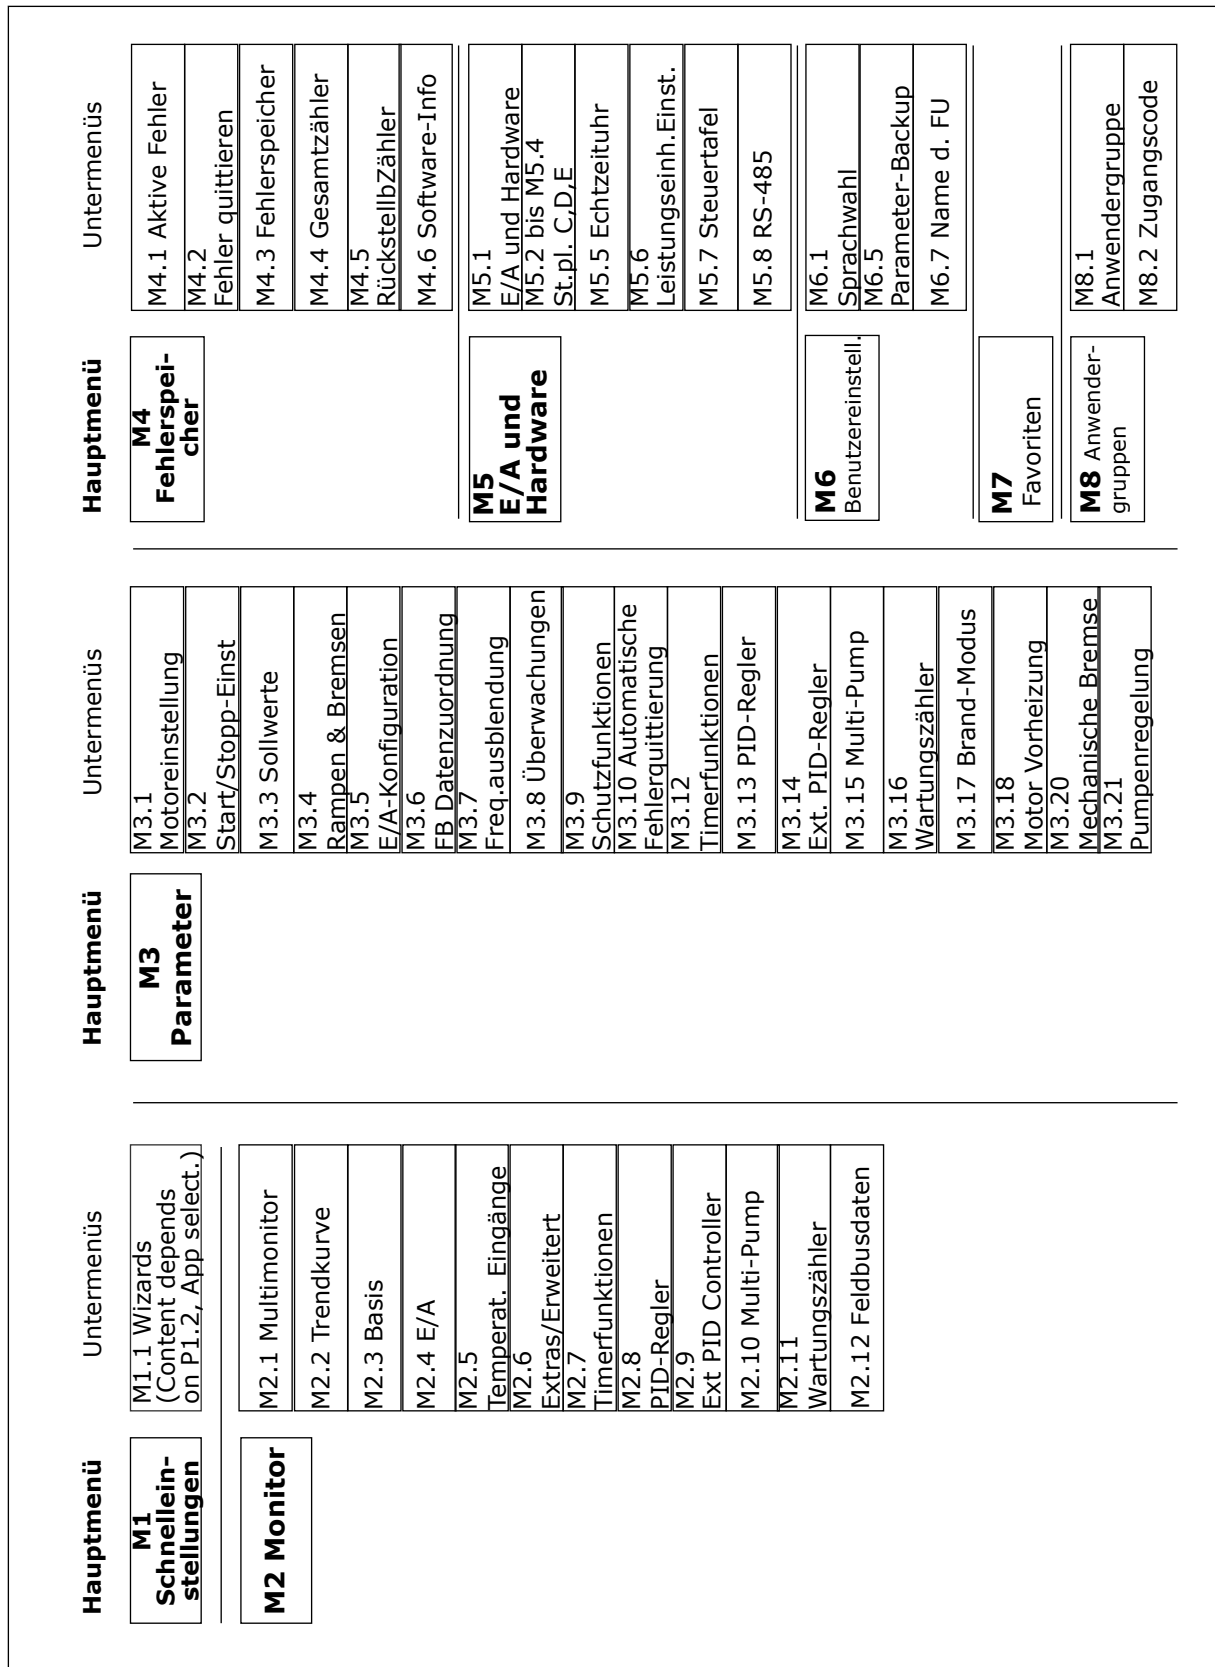 Hauptmenü
Untermenüs
M1
Schnellein-
stellungen
M1.1 Wizards
(Content depends
on P1.2, App select.)
M2 Monitor
M2.1 Multimonitor
M2.2 Trendkurve
M2.3 Basis
M2.4 E/A
M2.5
Temperat. Eingänge
M2.6
Extras/Erweitert
M2.7
Timerfunktionen
M2.8
PID-Regler
M2.9
Ext PID Controller
M2.10 Multi-Pump
M2.11
Wartungszähler
M2.12 Feldbusdaten
Hauptmenü
Untermenüs
M3
Parameter
M3.1
Motoreinstellung
M3.2
Start/Stopp-Einst
M3.3 Sollwerte
M3.4
Rampen & Bremsen
M3.5
E/A-Konfiguration
M3.6
FB Datenzuordnung
M3.7
Freq.ausblendung
M3.8 Überwachungen
M3.9
Schutzfunktionen
M3.10 Automatische
Fehlerquittierung
M3.12
Timerfunktionen
M3.13 PID-Regler
M3.14
Ext. PID-Regler
M3.15 Multi-Pump
M3.16
Wartungszähler
M3.17 Brand-Modus
M3.18
Motor Vorheizung
M3.20
Mechanische Bremse
M3.21
Pumpenregelung
Hauptmenü
Untermenüs
M4
Fehlerspei-
cher
M4.1 Aktive Fehler
M4.2
Fehler quittieren
M4.3 Fehlerspeicher
M4.4 Gesamtzähler
M4.5
RückstellbZähler
M4.6 Software-Info
M5
E/A und
Hardware
M5.1
E/A und Hardware
M5.2 bis M5.4
St.pl. C,D,E
M5.5 Echtzeituhr
M5.6
Leistungseinh.Einst.
M5.7 Steuertafel
M5.8 RS-485
M6
Benutzereinstell.
M6.1
Sprachwahl
M6.5
Parameter-Backup
M6.7 Name d. FU
M7
Favoriten
M8 Anwender-
gruppen
M8.1
Anwendergruppe
M8.2 Zugangscode